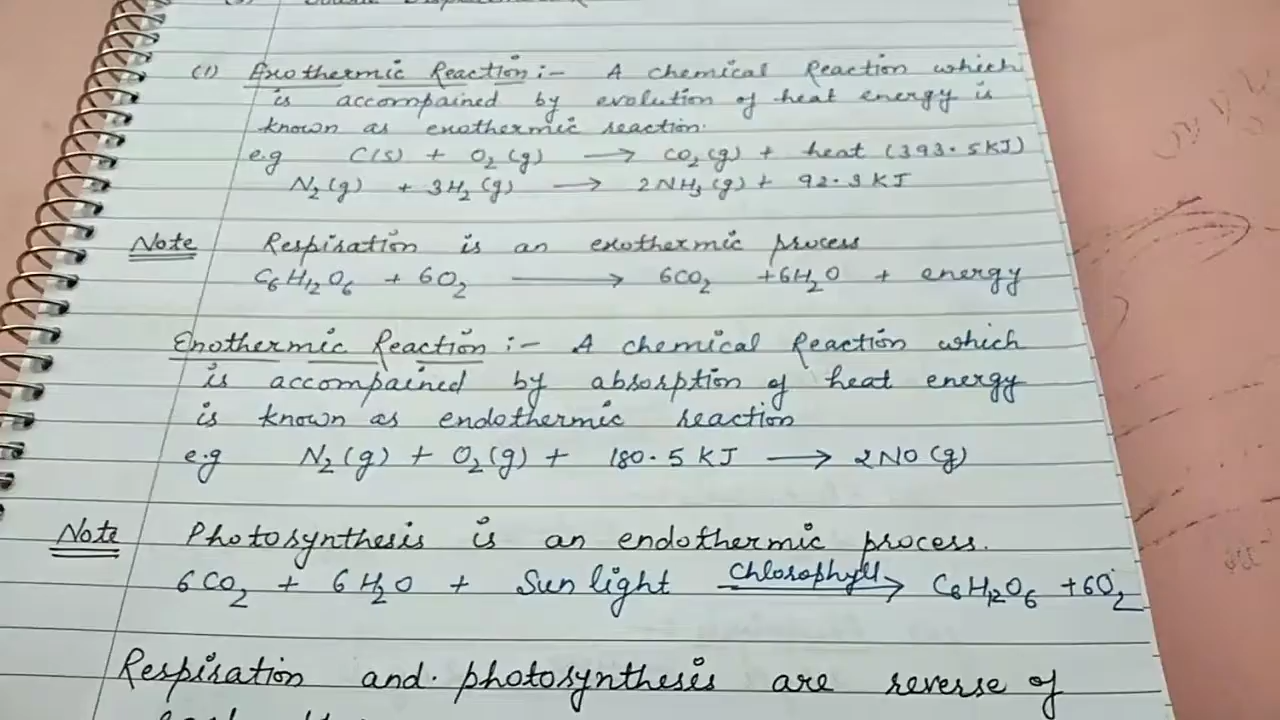 (1) Exothermic Reaction :- A chemical Reaction which
is accompained by evolution of heat energy is
known as exothermic reaction.
e.g C(s) + O₂(g) → CO₂(g) + heat (393.5KJ)
N₂(g) + 3H₂(g) → 2NH₃(g) + 92.3 KJ
Note Respiration is an exothermic process
C₆H₁₂O₆ + 6O₂ → 6CO₂ +6H₂O + energy
Enothermic Reaction :- A chemical Reaction which
is accompained by absorption of heat energy
is known as endothermic reaction
e.g N₂(g) + O₂(g) + 180.5 KJ → 2NO(g)
Note Photosynthesis is an endothermic process.
6CO₂ + 6H₂O + Sun light Chlorophyll → C₆H₁₂O₆ +6O₂
Respiration and. photosynthesis are reverse of